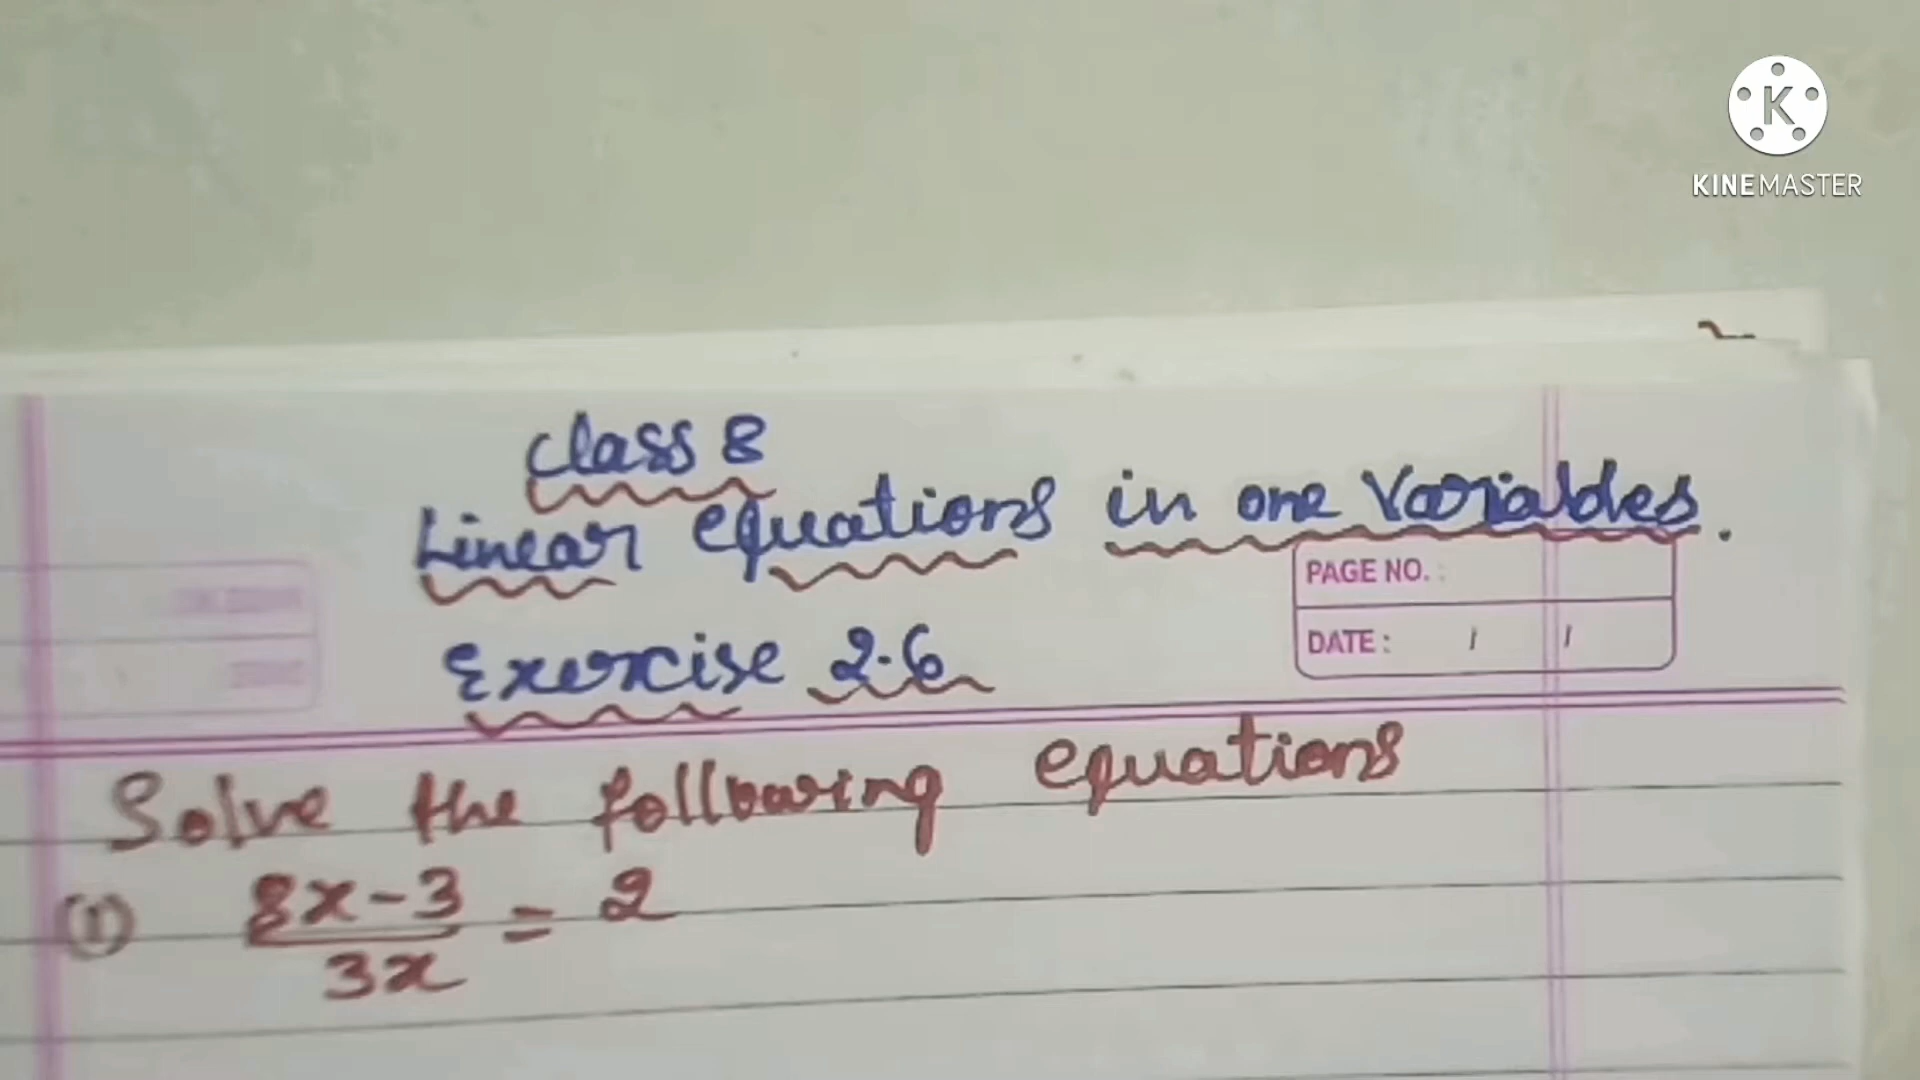 KINEMASTER
Class 8
Linear equations in one Variables.
PAGE NO. :
DATE : / /
Exercise 2.6
Solve the following equations
(1) 8x-3/3x = 2